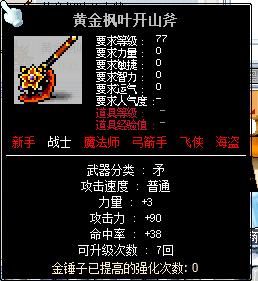 黄金枫叶开山斧
要求等级： 77
要求力量： 0
要求敏捷： 0
要求智力： 0
要求运气： 0
要求人气度：-
道具等级： -
道具经验值： -
新手 战士 魔法师 弓箭手 飞侠 海盗
武器分类 : 矛
攻击速度 : 普通
力量 : +3
攻击力 : +90
命中率 : +38
可升级次数 : 7回
金锤子已提高的强化次数: 0